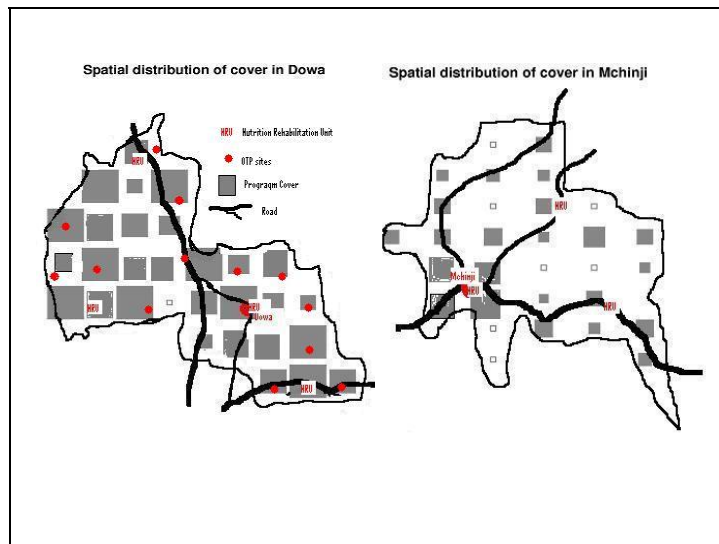 Spatial distribution of cover in Dowa
Spatial distribution of cover in Mchinji
NRU Nutrition Rehabilitation Unit
OTP sites
Progragm Cover
Road
NRU
NRU
Dowa
NRU
NRU
NRU
Mchinji
NRU
NRU